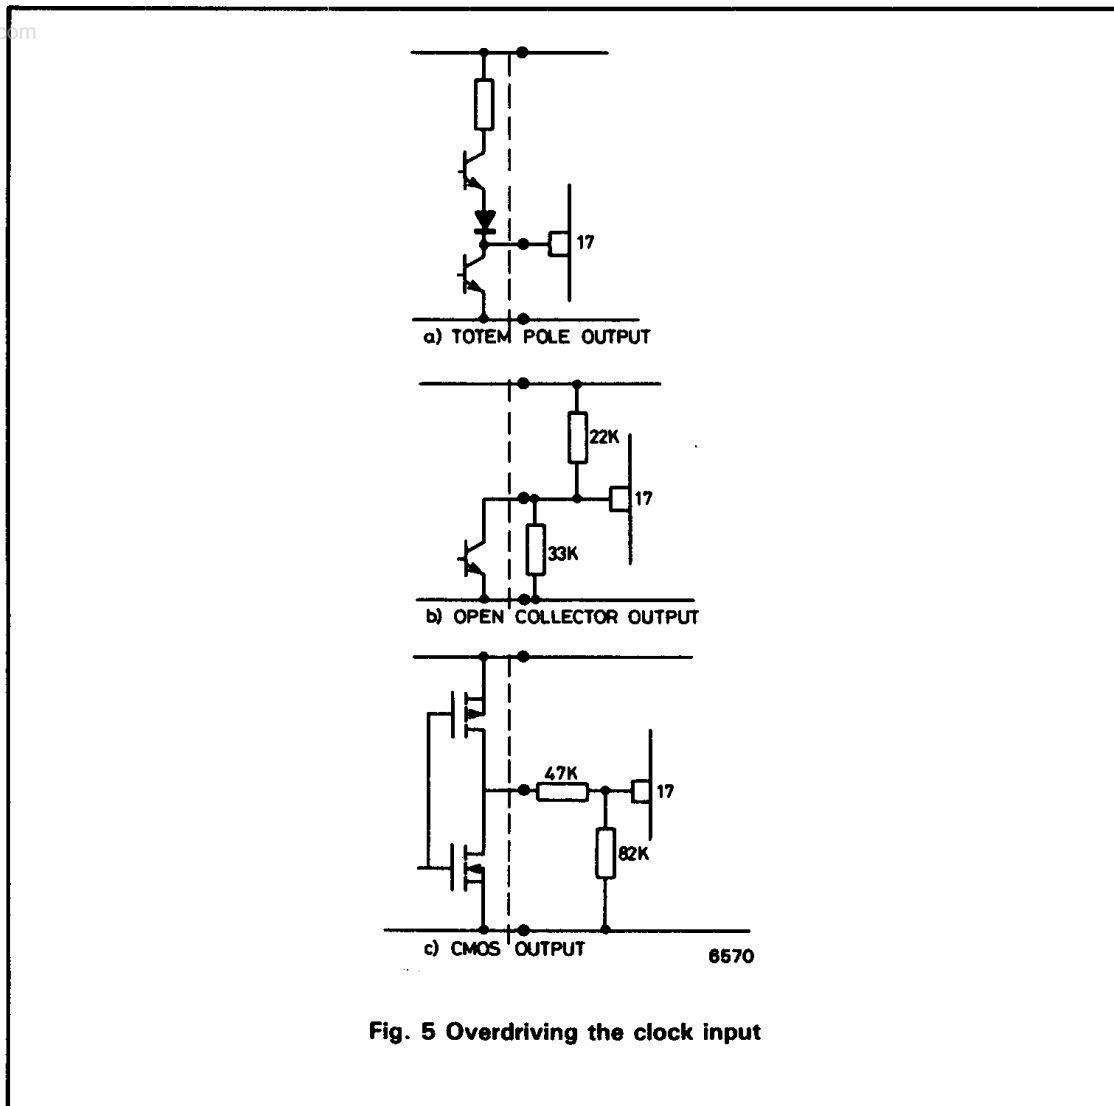 com
17
a) TOTEM POLE OUTPUT
22K
17
33K
b) OPEN COLLECTOR OUTPUT
47K
17
82K
c) CMOS OUTPUT
6570
Fig. 5 Overdriving the clock input